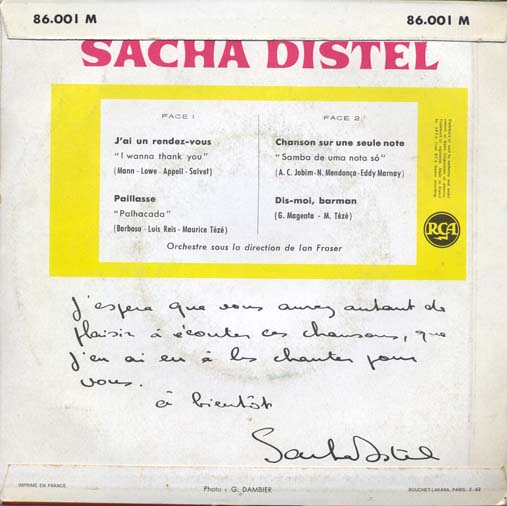 86.001 M 86.001 M
SACHA DISTEL
FACE 1
J'ai un rendez-vous
"I wanna thank you"
(Mann - Lowe - Appell - Salvet)
Paillasse
"Palhacada"
(Barbosa - Luis Reis - Maurice Tézé)
FACE 2
Chanson sur une seule note
"Samba de uma nota só"
(A. C. Jobim - N. Mendonça - Eddy Marnay)
Dis-moi, barman
(G. Magenta - M. Tézé)
Orchestre sous la direction de Ian Fraser
RCA
J'espere que vous aurez autant de
plaisir à écouter ces chansons, que
j'en ai eu à les chanter pour
vous.
à bientôt
Sacha Distel
IMPRIMÉ EN FRANCE
Photo : G. DAMBIER
BOUCHET-LAKARA, PARIS - 2-62